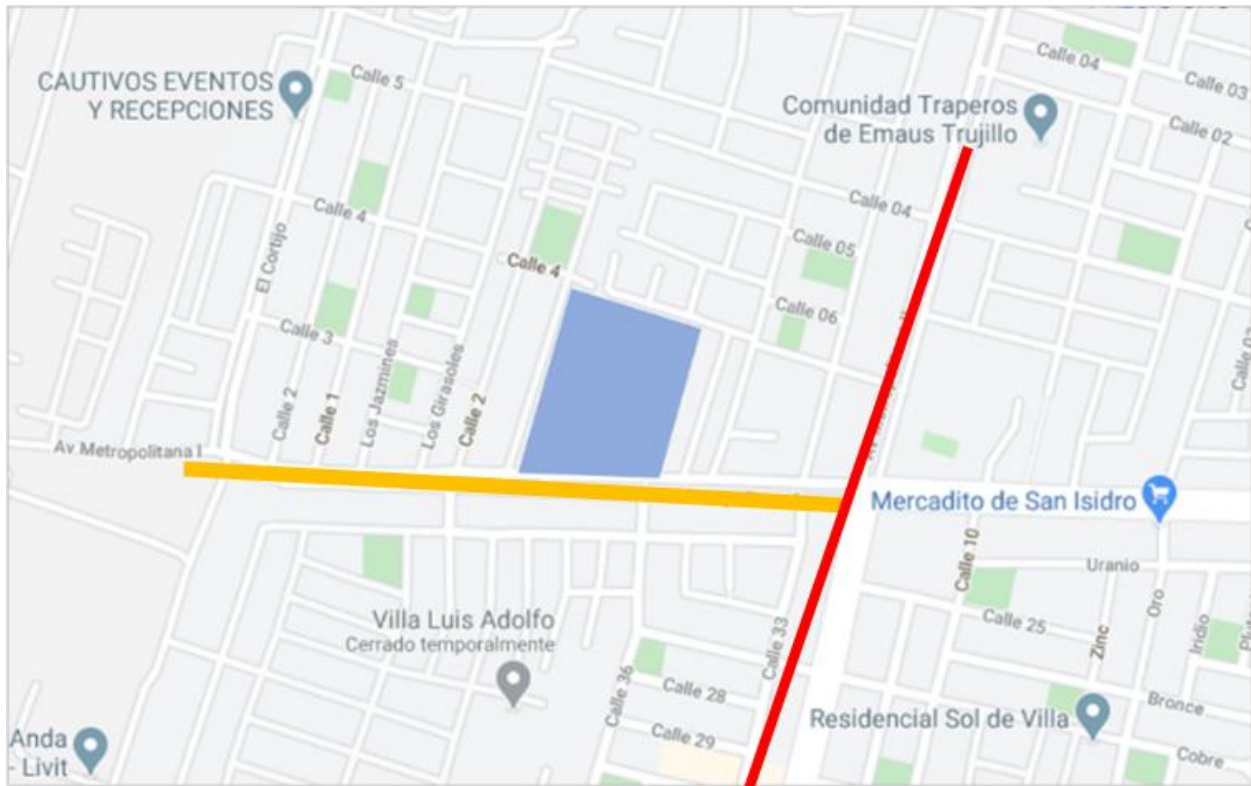 Calle 04
Calle 03
Calle 02
CAUTIVOS EVENTOS
Y RECEPCIONES
Calle 5
Comunidad Traperos
de Emaus Trujillo
Calle 4
Calle 04
El Cortijo
Calle 4
Calle 05
Calle 06
Calle 3
Los Jazmines
Los Girasoles
Calle 2
Calle 1
Calle 2
Av Metropolitana I
Mercadito de San Isidro
Calle 10
Uranio
Oro
Iridio
Zinc
Calle 25
Villa Luis Adolfo
Cerrado temporalmente
Calle 33
Calle 36
Calle 28
Calle 29
Bronce
Residencial Sol de Villa
Cobre
Anda
- Livit